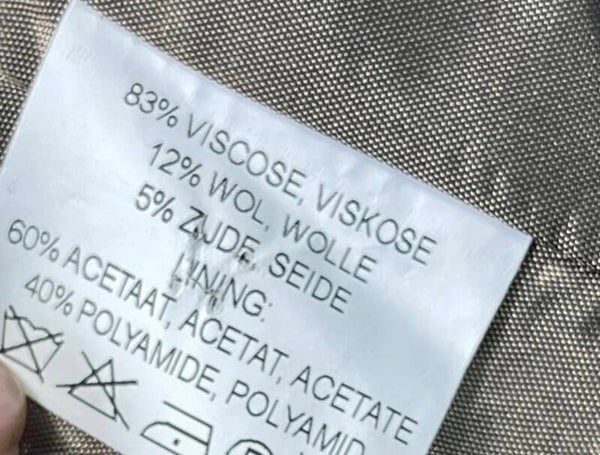 83% VISCOSE, VISKOSE
12% WOL, WOLLE
5% ZIJDE, SEIDE
LINING:
60% ACETAAT, ACETAT, ACETATE
40% POLYAMIDE, POLYAMID